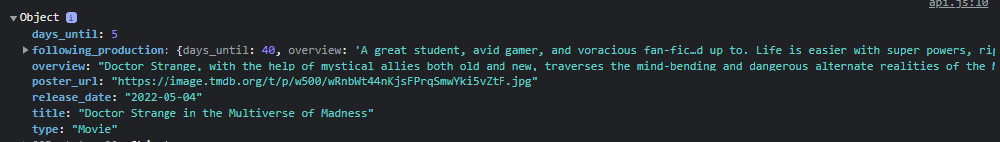 api.js:10
▼Object i
days_until: 5
▶following_production: {days_until: 40, overview: 'A great student, avid gamer, and voracious fan-fic…d up to. Life is easier with super powers, rig
overview: "Doctor Strange, with the help of mystical allies both old and new, traverses the mind-bending and dangerous alternate realities of the M
poster_url: "https://image.tmdb.org/t/p/w500/wRnbWt44nKjsFPrqSmwYki5vZtF.jpg"
release_date: "2022-05-04"
title: "Doctor Strange in the Multiverse of Madness"
type: "Movie"